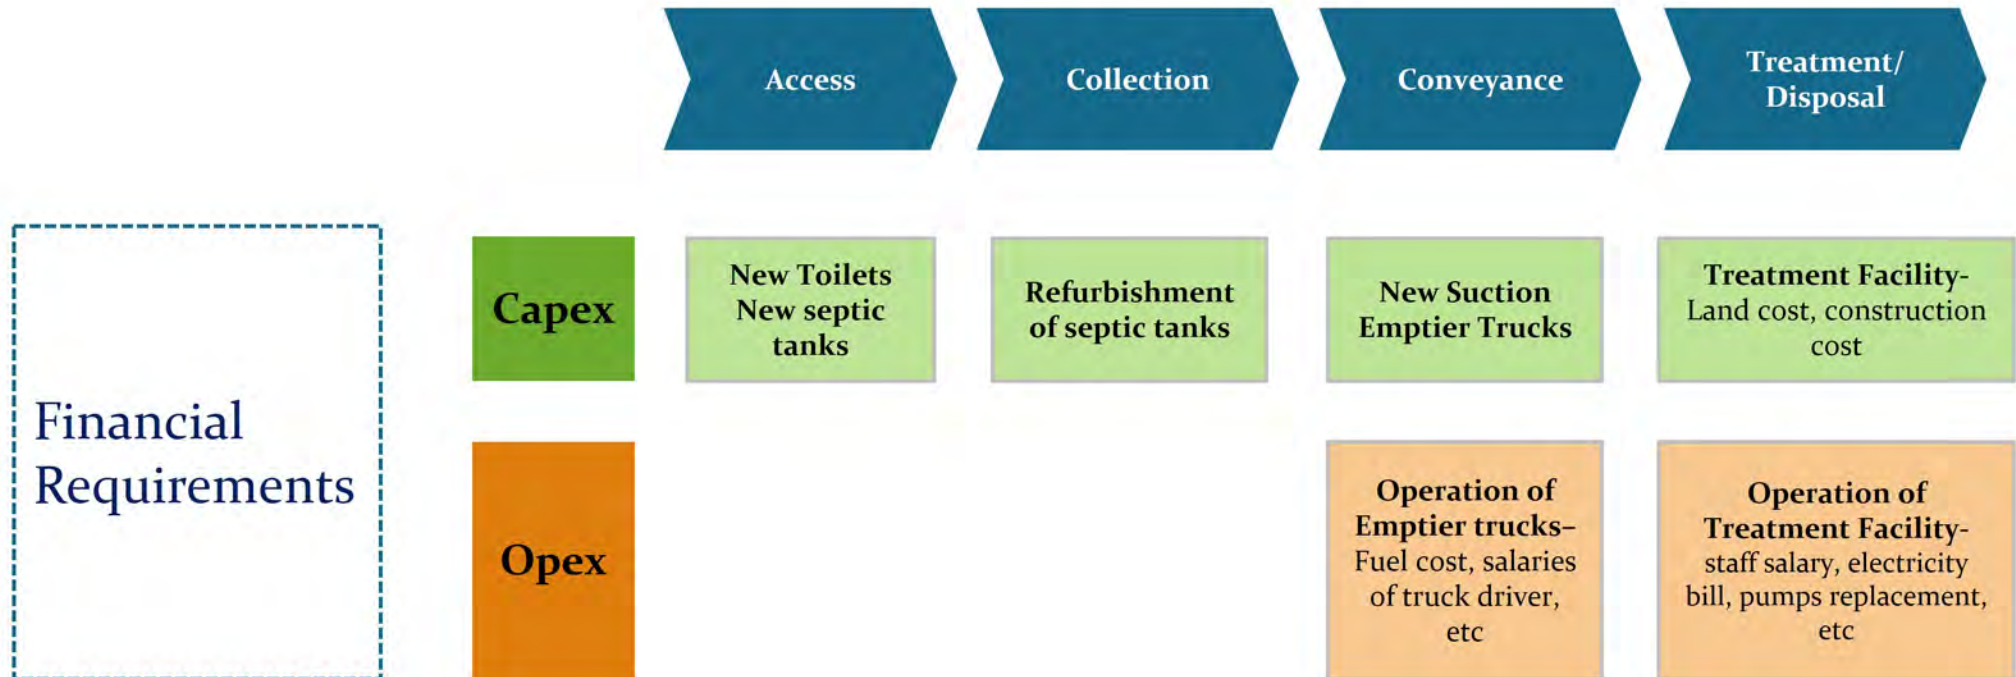 Access
Collection
Conveyance
Treatment/
Disposal
Financial
Requirements
Capex
New Toilets
New septic
tanks
Refurbishment
of septic tanks
New Suction
Emptier Trucks
Treatment Facility-
Land cost, construction
cost
Opex
Operation of
Emptier trucks–
Fuel cost, salaries
of truck driver,
etc
Operation of
Treatment Facility-
staff salary, electricity
bill, pumps replacement,
etc